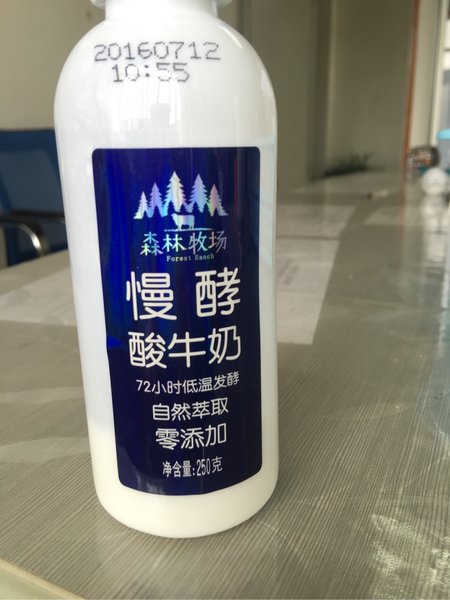 20160712
10:55
森林牧场
Forest Ranch
慢酵
酸牛奶
72小时低温发酵
自然萃取
零添加
净含量:250克